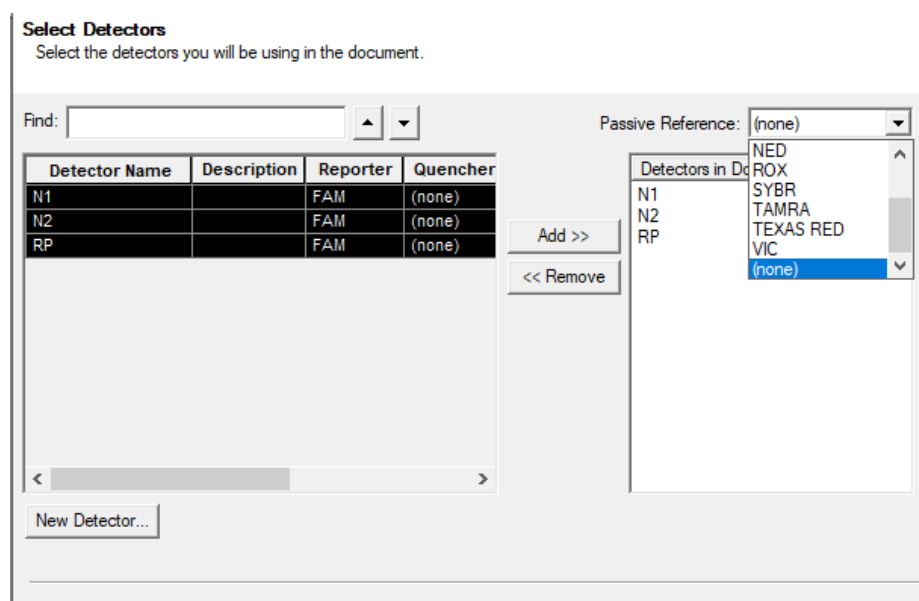 Select Detectors
Select the detectors you will be using in the document.
Find:
Passive Reference: (none)
Detector Name Description Reporter Quencher
N1 FAM (none)
N2 FAM (none)
RP FAM (none)
Add >>
<< Remove
Detectors in
N1
N2
RP
NED
ROX
SYBR
TAMRA
TEXAS RED
VIC
(none)
New Detector...